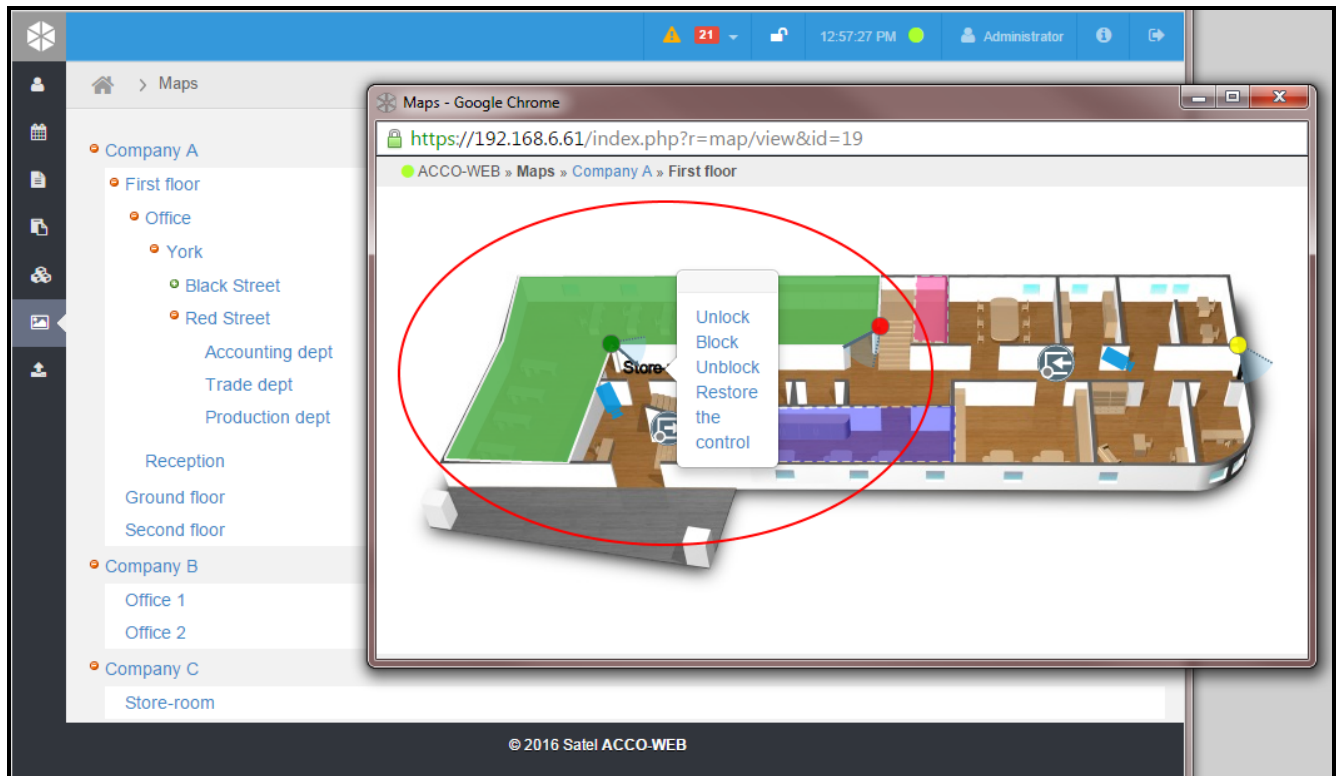 21
12:57:27 PM
Administrator
Maps
Company A
First floor
Office
York
Black Street
Red Street
Accounting dept
Trade dept
Production dept
Reception
Ground floor
Second floor
Company B
Office 1
Office 2
Company C
Store-room
Maps - Google Chrome
https://192.168.6.61/index.php?r=map/view&id=19
ACCO-WEB » Maps » Company A » First floor
Store-
Unlock
Block
Unblock
Restore
the
control
© 2016 Satel ACCO-WEB